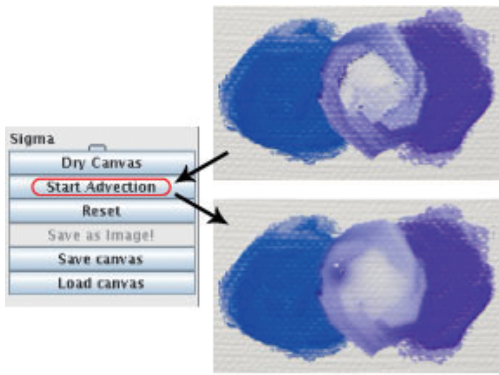 Sigma
Dry Canvas
Start Advection
Reset
Save as Image!
Save canvas
Load canvas